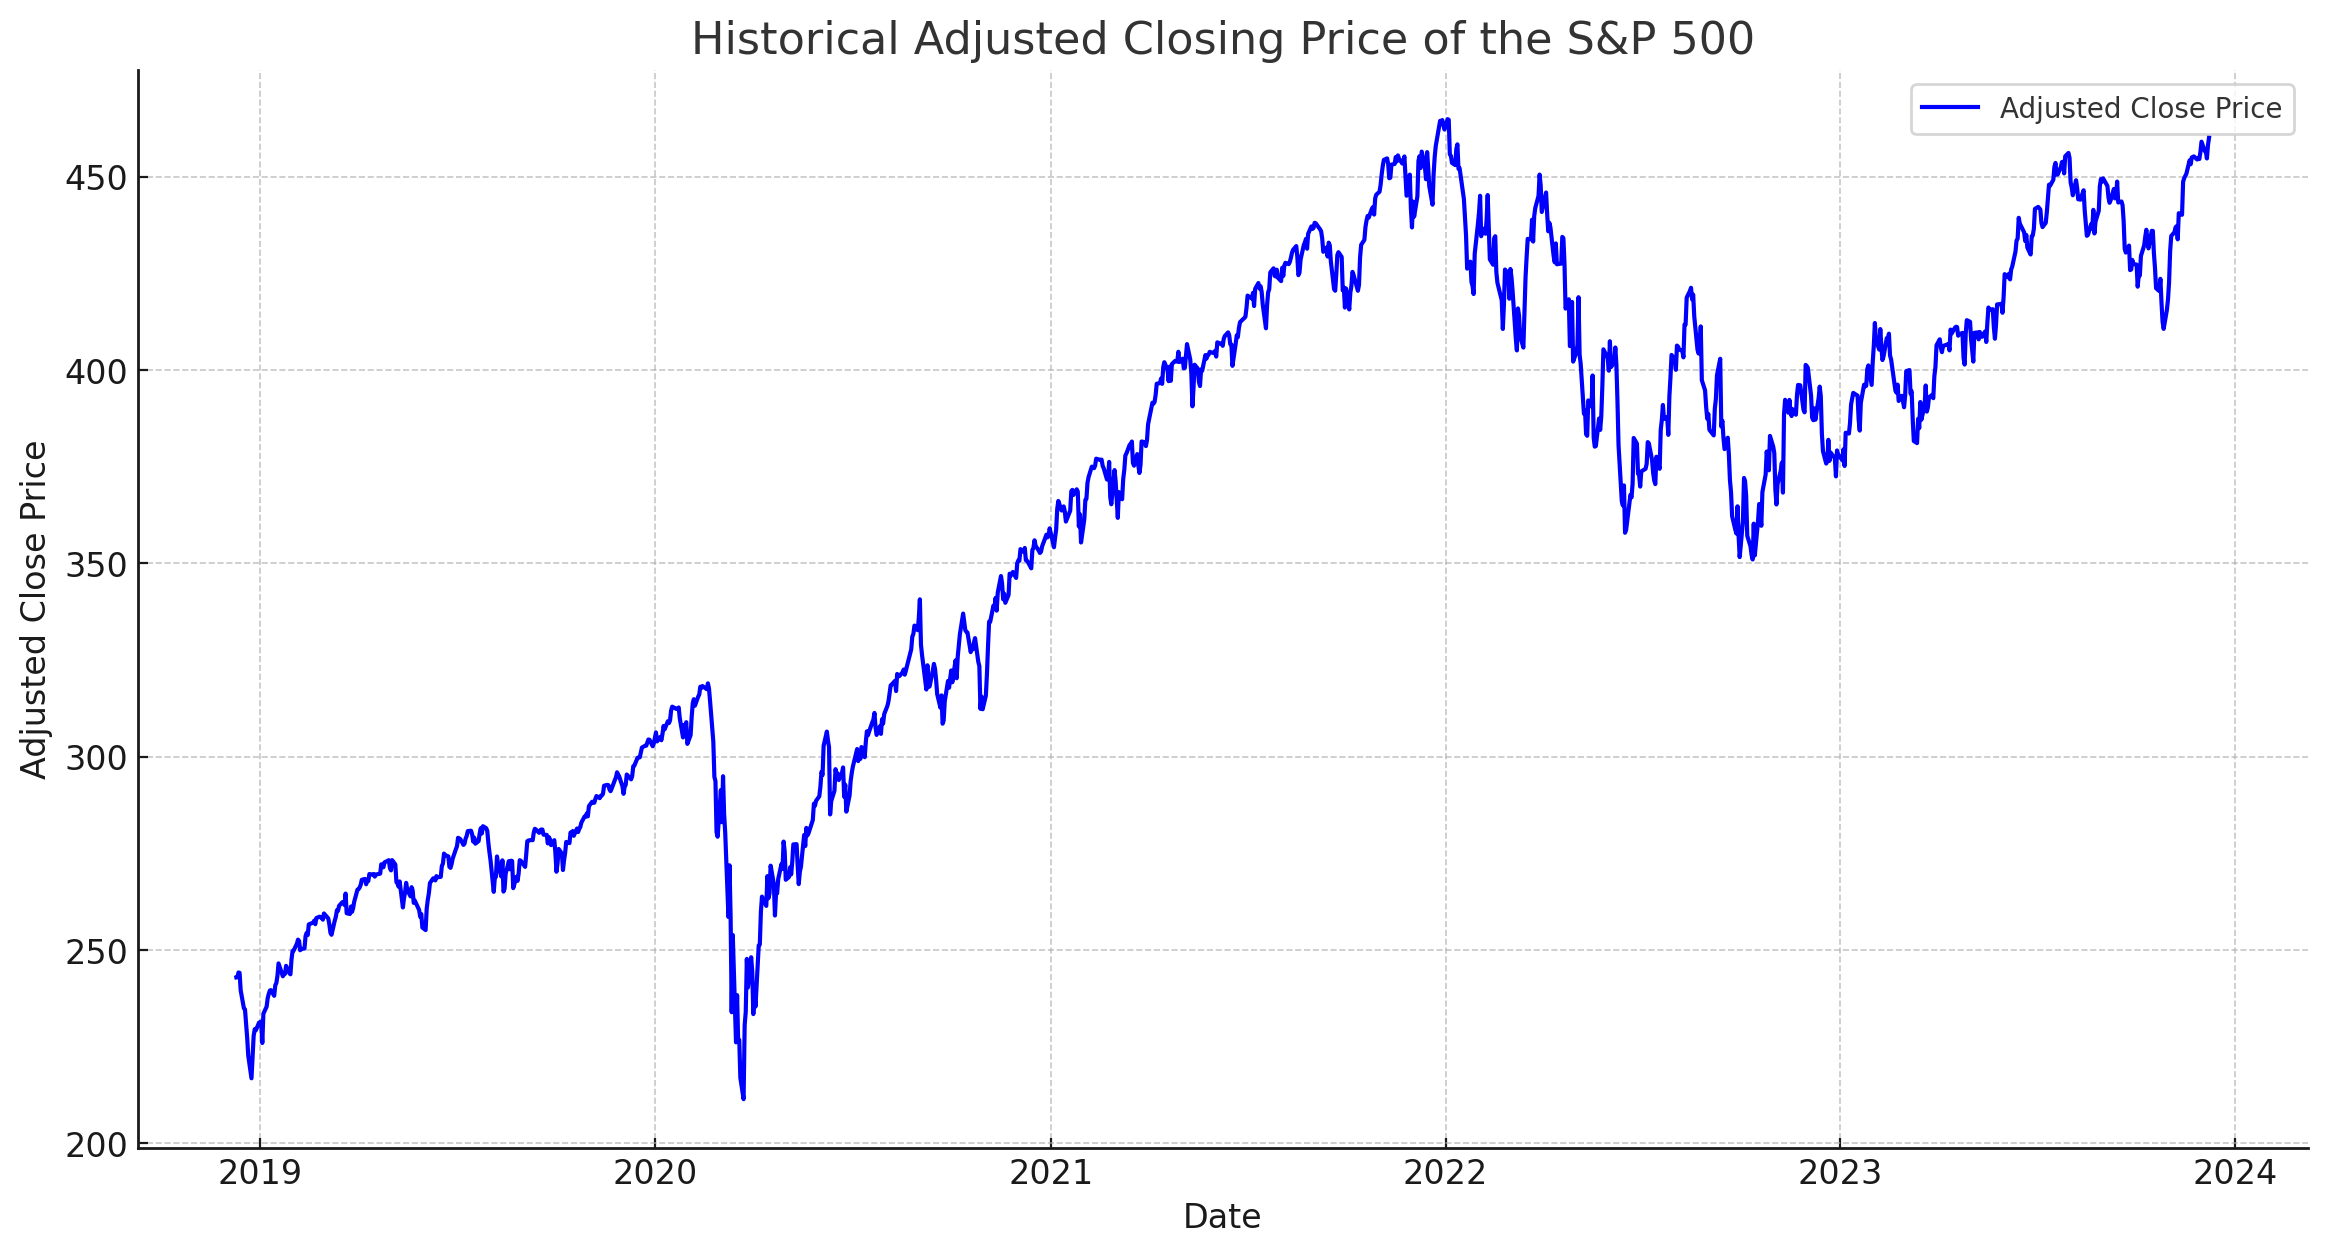 Historical Adjusted Closing Price of the S&P 500
Adjusted Close Price
Adjusted Close Price
450
400
350
300
250
200
2019 2020 2021 2022 2023 2024
Date